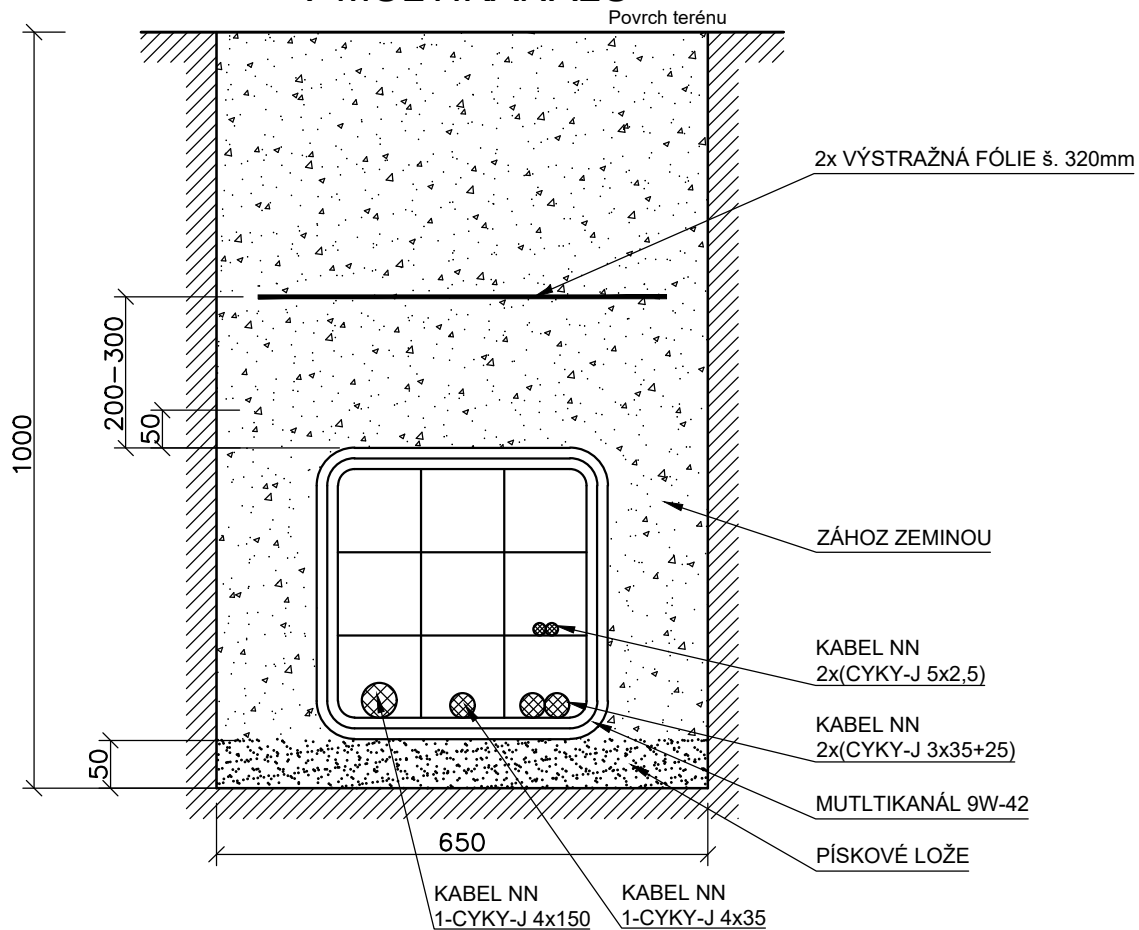 Povrch terénu
2x VÝSTRAŽNÁ FÓLIE š. 320mm
200-300
50
1000
ZÁHOZ ZEMINOU
KABEL NN
2x(CYKY-J 5x2,5)
KABEL NN
2x(CYKY-J 3x35+25)
50
MUTLTIKANÁL 9W-42
650
PÍSKOVÉ LOŽE
KABEL NN
1-CYKY-J 4x150
KABEL NN
1-CYKY-J 4x35